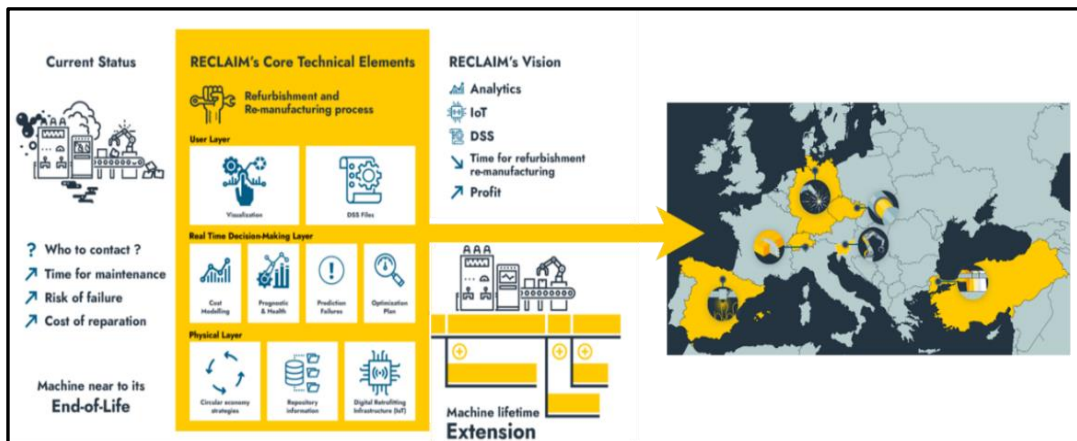 Current Status
Who to contact ?
Time for maintenance
Risk of failure
Cost of reparation
Machine near to its
End-of-Life
RECLAIM's Core Technical Elements
Refurbishment and
Re-manufacturing process
User Layer
Visualization
DSS Files
Real Time Decision-Making Layer
Cost
Modelling
Prognostic
& Health
Prediction
Failures
Optimization
Plan
Physical Layer
Circular economy
strategies
Repository
information
Digital Retrofitting
Infrastructure (IoT)
RECLAIM's Vision
Analytics
IoT
DSS
Time for refurbishment
re-manufacturing
Profit
Machine lifetime
Extension